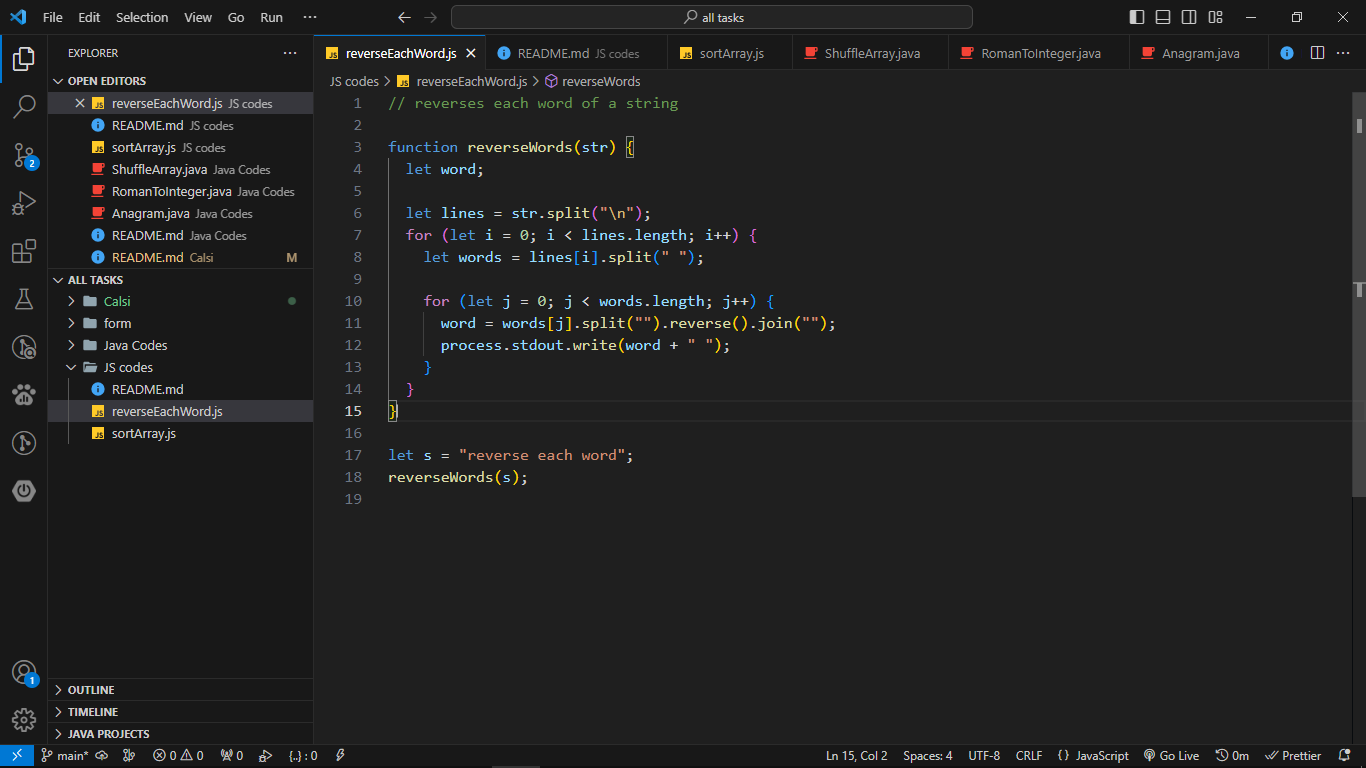 File Edit Selection View Go Run ··· all tasks
EXPLORER ···
OPEN EDITORS
reverseEachWord.js JS codes
README.md JS codes
sortArray.js JS codes
ShuffleArray.java Java Codes
RomanToInteger.java Java Codes
Anagram.java Java Codes
README.md Java Codes
README.md Calsi M
ALL TASKS
Calsi
form
Java Codes
JS codes
README.md
reverseEachWord.js
sortArray.js
OUTLINE
TIMELINE
JAVA PROJECTS
2
1
reverseEachWord.js README.md JS codes sortArray.js ShuffleArray.java RomanToInteger.java Anagram.java ···
JS codes > reverseEachWord.js > reverseWords
1 // reverses each word of a string
2
3 function reverseWords(str) {
4 let word;
5
6 let lines = str.split("\n");
7 for (let i = 0; i < lines.length; i++) {
8 let words = lines[i].split(" ");
9
10 for (let j = 0; j < words.length; j++) {
11 word = words[j].split("").reverse().join("");
12 process.stdout.write(word + " ");
13 }
14 }
15 }
16
17 let s = "reverse each word";
18 reverseWords(s);
19
main* 0 0 0 {..} : 0 Ln 15, Col 2 Spaces: 4 UTF-8 CRLF { } JavaScript Go Live 0m Prettier